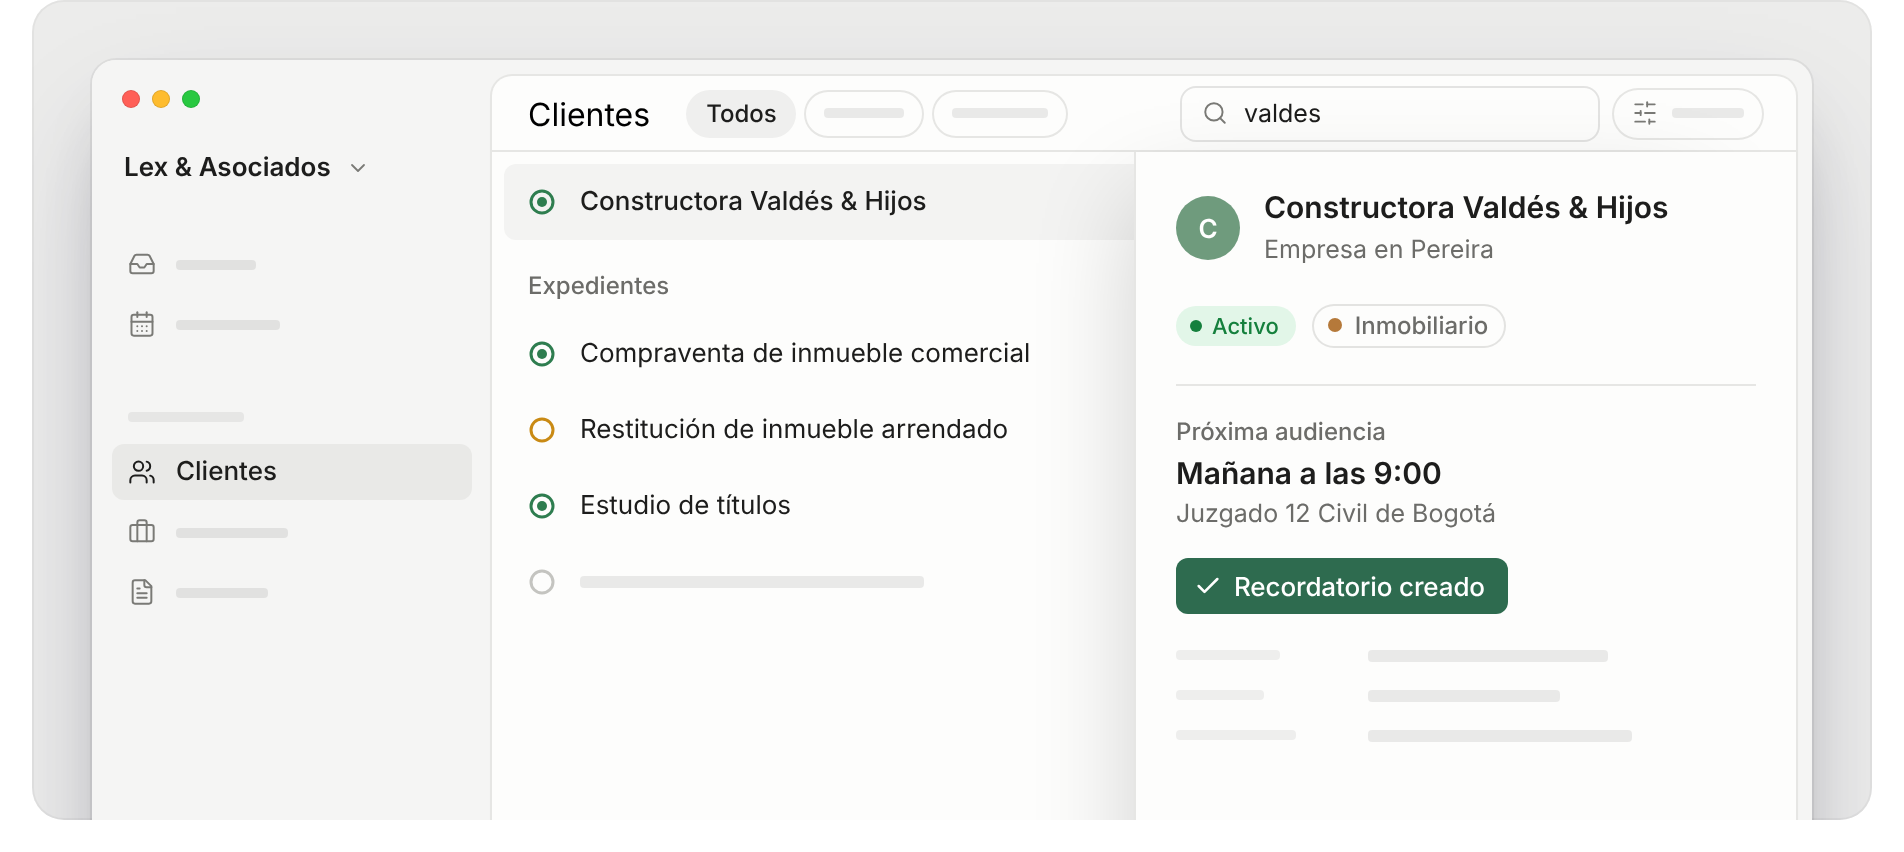 Lex & Asociados
Clientes
Clientes
Todos
valdes
Constructora Valdés & Hijos
Expedientes
Compraventa de inmueble comercial
Restitución de inmueble arrendado
Estudio de títulos
C
Constructora Valdés & Hijos
Empresa en Pereira
Activo
Inmobiliario
Próxima audiencia
Mañana a las 9:00
Juzgado 12 Civil de Bogotá
Recordatorio creado